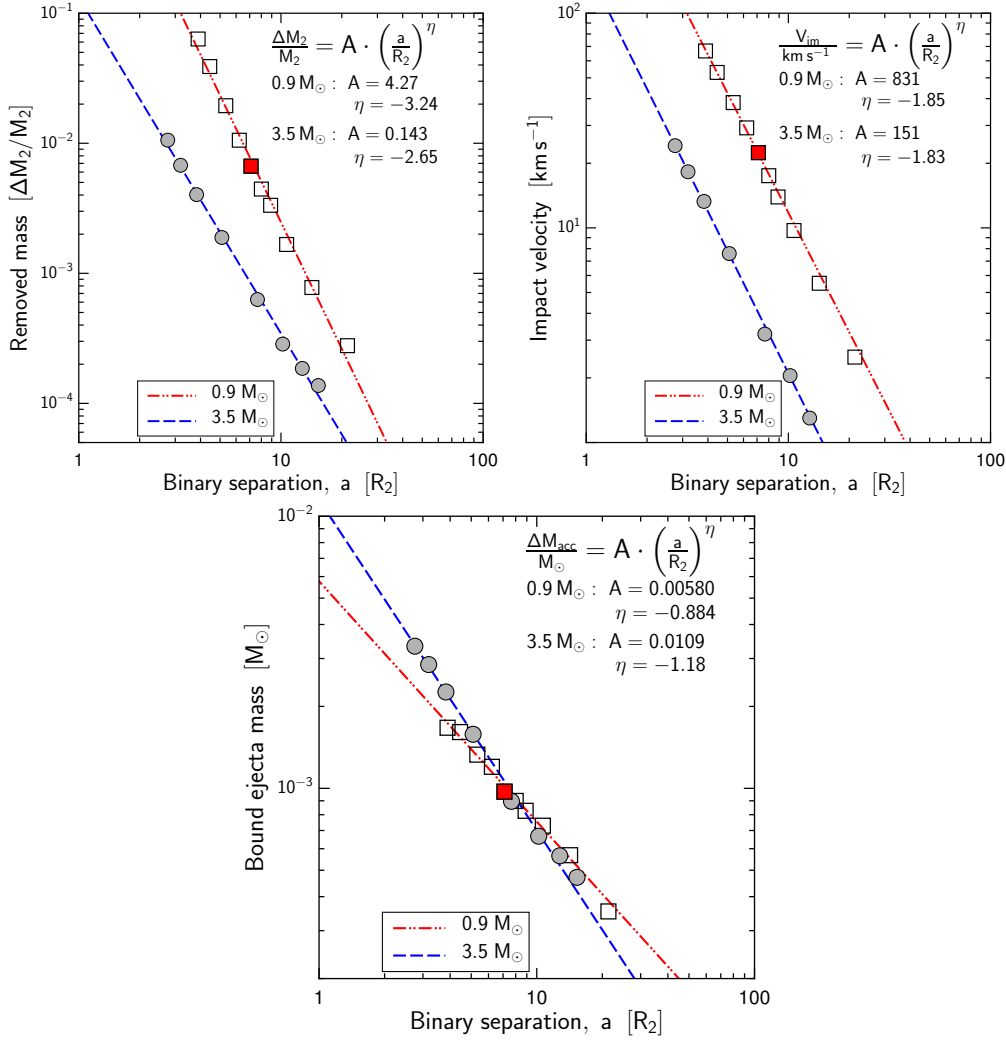 Removed mass [ΔM₂/M₂]
10⁻¹
10⁻²
10⁻³
10⁻⁴
ΔM₂/M₂ = A · (a/R₂)^η
0.9 M⊙ : A = 4.27
η = −3.24
3.5 M⊙ : A = 0.143
η = −2.65
0.9 M⊙
3.5 M⊙
1 10 100
Binary separation, a [R₂]
Impact velocity [km s⁻¹]
10²
10¹
V_im/km s⁻¹ = A · (a/R₂)^η
0.9 M⊙ : A = 831
η = −1.85
3.5 M⊙ : A = 151
η = −1.83
0.9 M⊙
3.5 M⊙
1 10 100
Binary separation, a [R₂]
Bound ejecta mass [M⊙]
10⁻²
10⁻³
ΔM_acc/M⊙ = A · (a/R₂)^η
0.9 M⊙ : A = 0.00580
η = −0.884
3.5 M⊙ : A = 0.0109
η = −1.18
0.9 M⊙
3.5 M⊙
1 10 100
Binary separation, a [R₂]